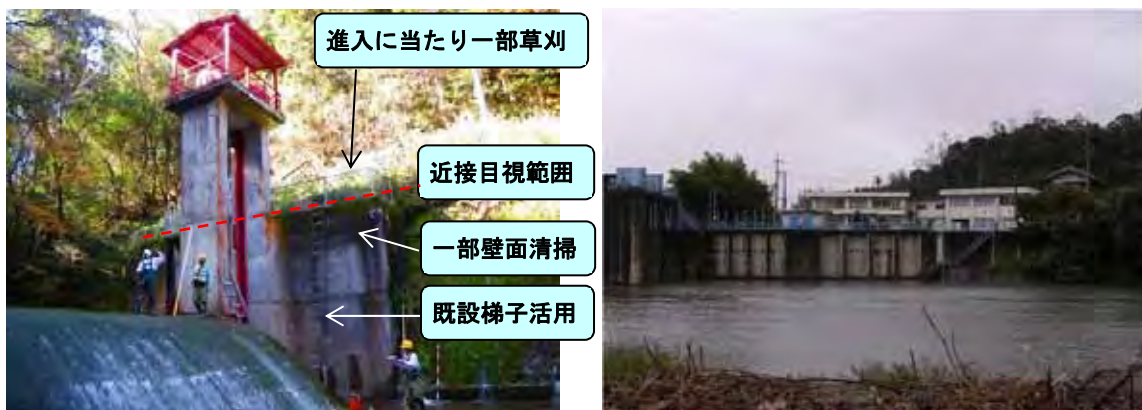 進入に当たり一部草刈
近接目視範囲
一部壁面清掃
既設梯子活用